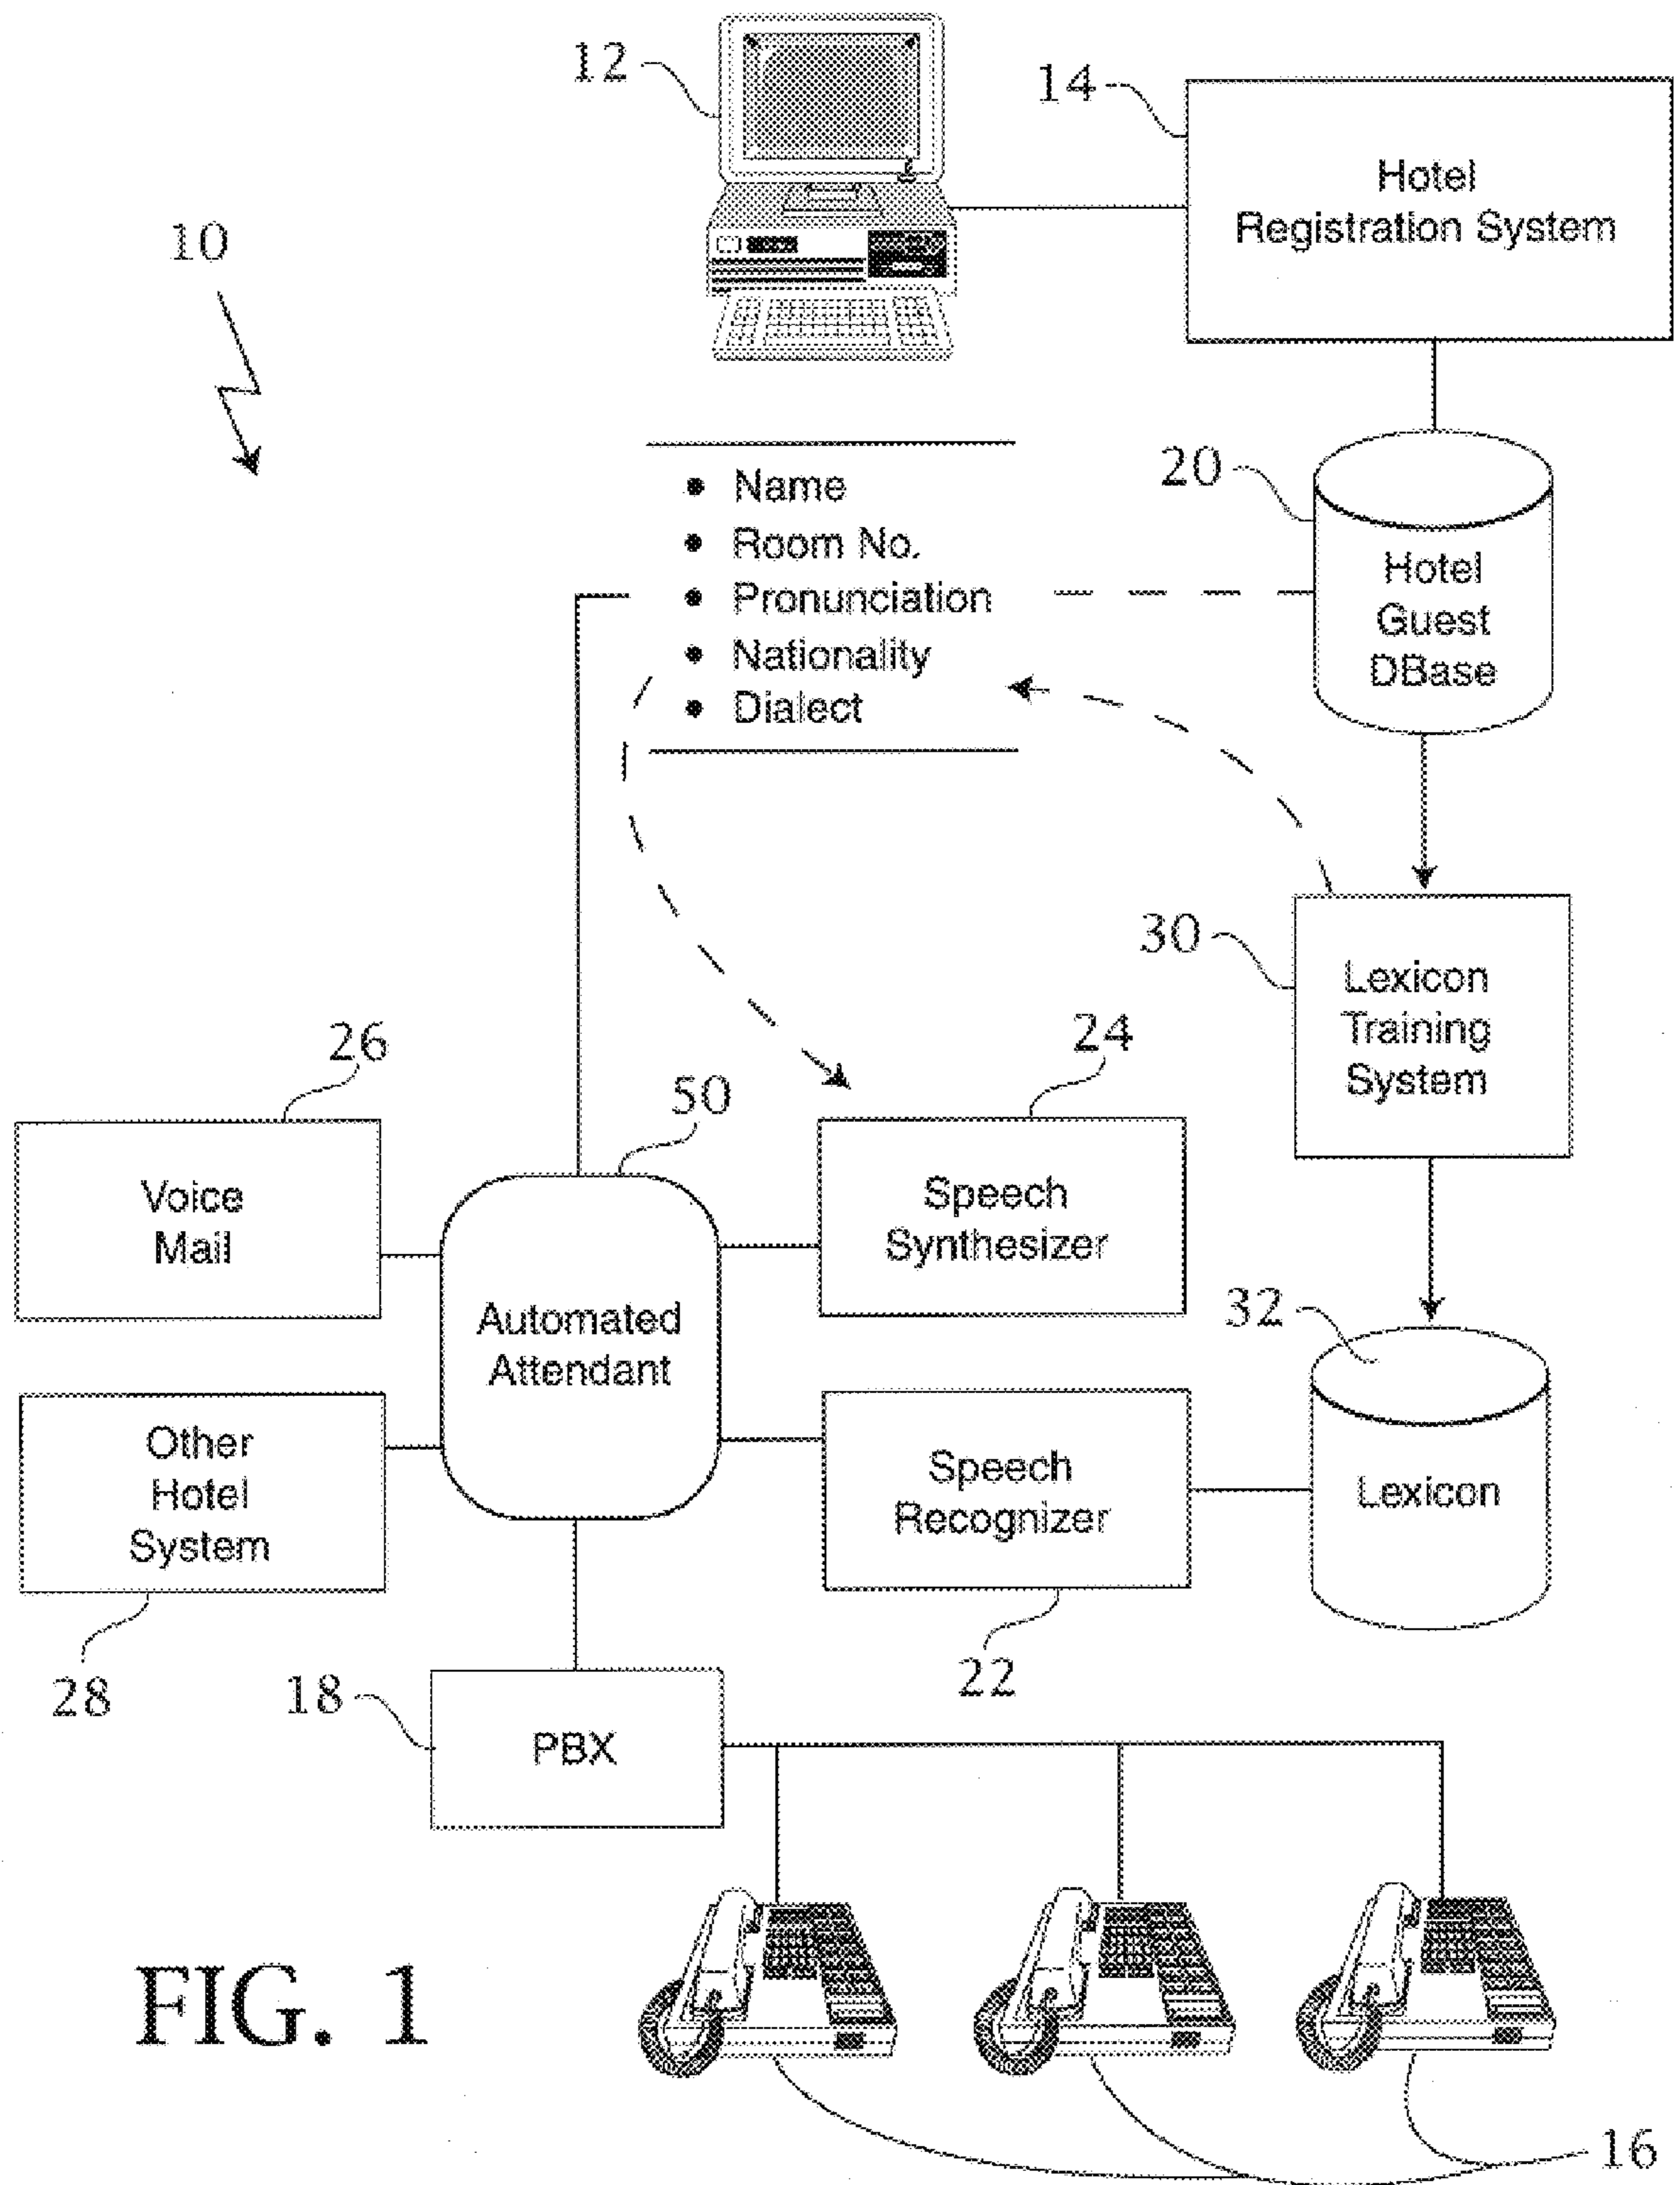 12
14
Hotel
Registration System
10
• Name
• Room No.
• Pronunciation
• Nationality
• Dialect
20
Hotel
Guest
DBase
30
Lexicon
Training
System
26
Voice
Mail
50
Automated
Attendant
24
Speech
Synthesizer
32
Lexicon
Other
Hotel
System
28
Speech
Recognizer
22
18
PBX
16
FIG. 1